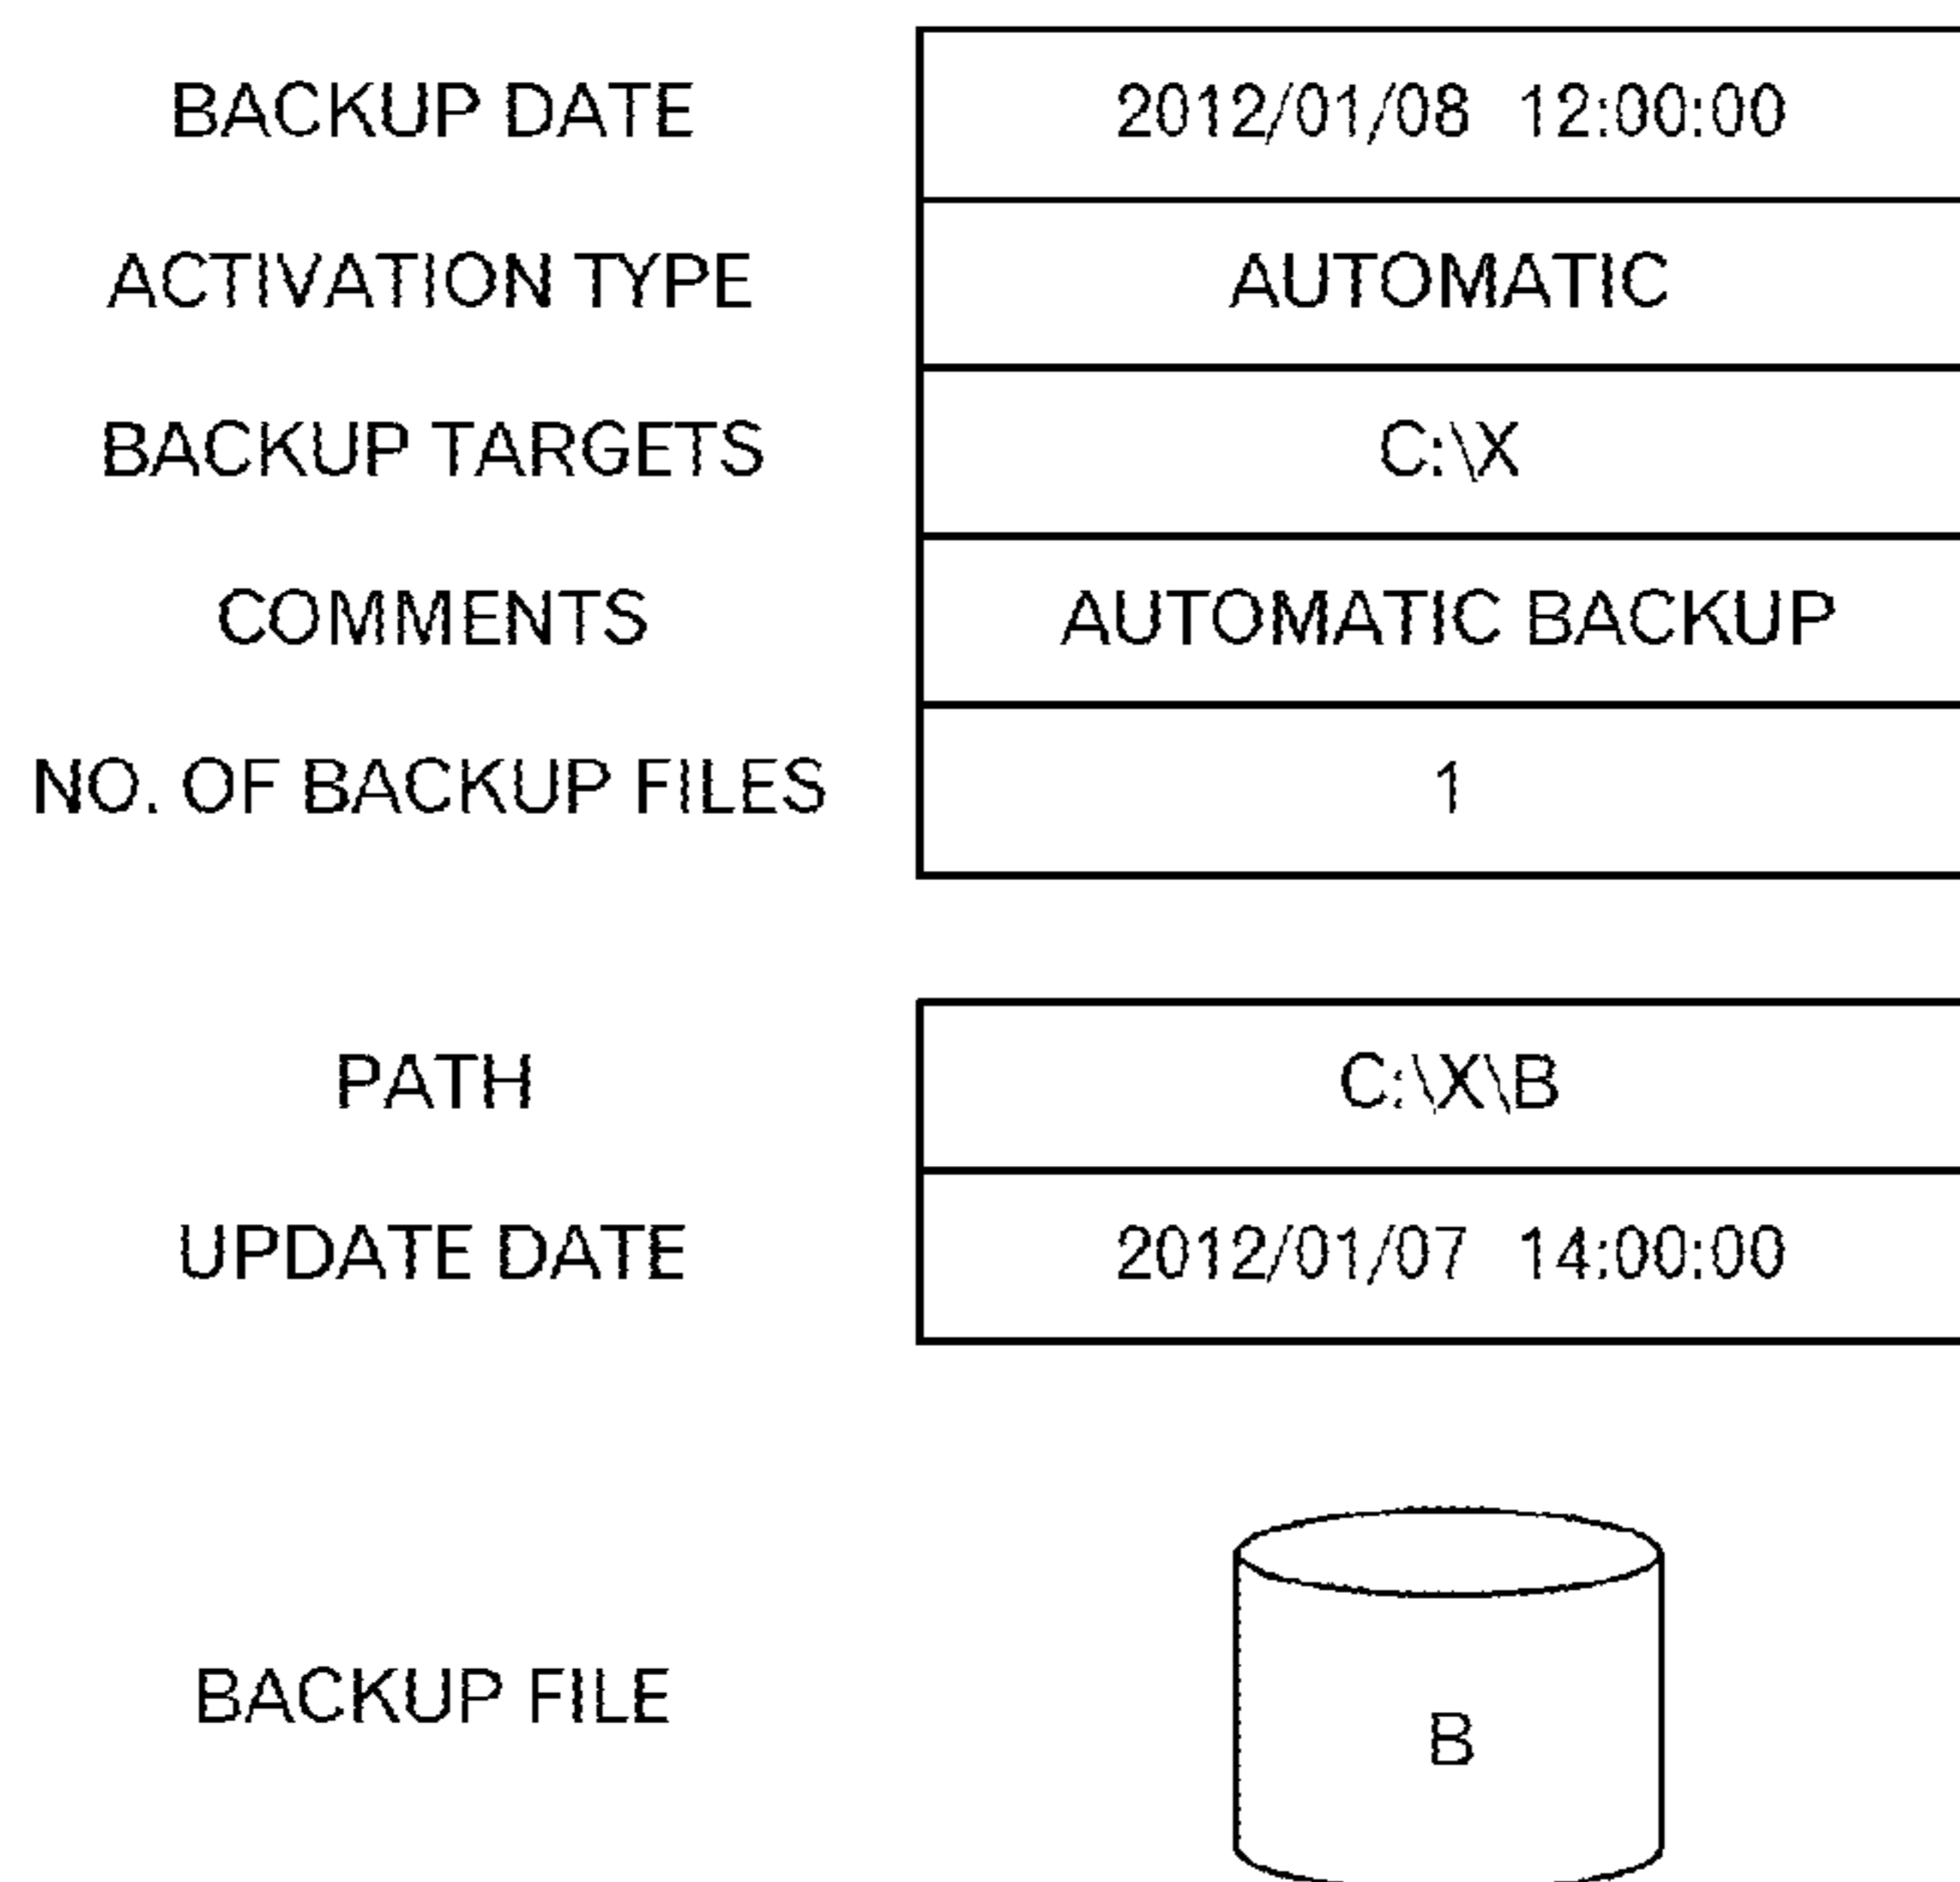 BACKUP DATE 2012/01/08 12:00:00
ACTIVATION TYPE AUTOMATIC
BACKUP TARGETS C:\X
COMMENTS AUTOMATIC BACKUP
NO. OF BACKUP FILES 1
PATH C:\X\B
UPDATE DATE 2012/01/07 14:00:00
BACKUP FILE B